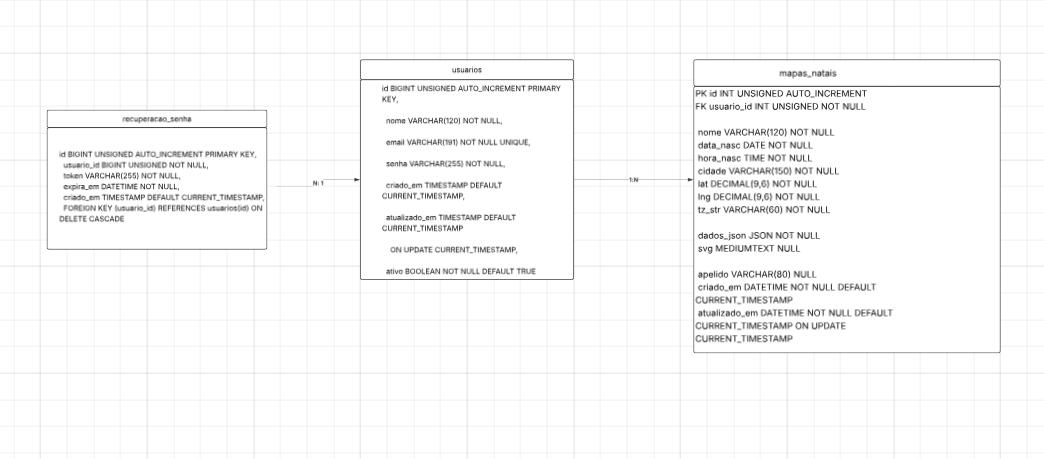 recuperacao_senha
id BIGINT UNSIGNED AUTO_INCREMENT PRIMARY KEY,
usuario_id BIGINT UNSIGNED NOT NULL,
token VARCHAR(255) NOT NULL,
expira_em DATETIME NOT NULL,
criado_em TIMESTAMP DEFAULT CURRENT_TIMESTAMP,
FOREIGN KEY (usuario_id) REFERENCES usuarios(id) ON
DELETE CASCADE
N: 1
usuarios
id BIGINT UNSIGNED AUTO_INCREMENT PRIMARY
KEY,
nome VARCHAR(120) NOT NULL,
email VARCHAR(191) NOT NULL UNIQUE,
senha VARCHAR(255) NOT NULL,
criado_em TIMESTAMP DEFAULT
CURRENT_TIMESTAMP,
atualizado_em TIMESTAMP DEFAULT
CURRENT_TIMESTAMP
ON UPDATE CURRENT_TIMESTAMP,
ativo BOOLEAN NOT NULL DEFAULT TRUE
1:N
mapas_natais
PK id INT UNSIGNED AUTO_INCREMENT
FK usuario_id INT UNSIGNED NOT NULL
nome VARCHAR(120) NOT NULL
data_nasc DATE NOT NULL
hora_nasc TIME NOT NULL
cidade VARCHAR(150) NOT NULL
lat DECIMAL(9,6) NOT NULL
lng DECIMAL(9,6) NOT NULL
tz_str VARCHAR(60) NOT NULL
dados_json JSON NOT NULL
svg MEDIUMTEXT NULL
apelido VARCHAR(80) NULL
criado_em DATETIME NOT NULL DEFAULT
CURRENT_TIMESTAMP
atualizado_em DATETIME NOT NULL DEFAULT
CURRENT_TIMESTAMP ON UPDATE
CURRENT_TIMESTAMP